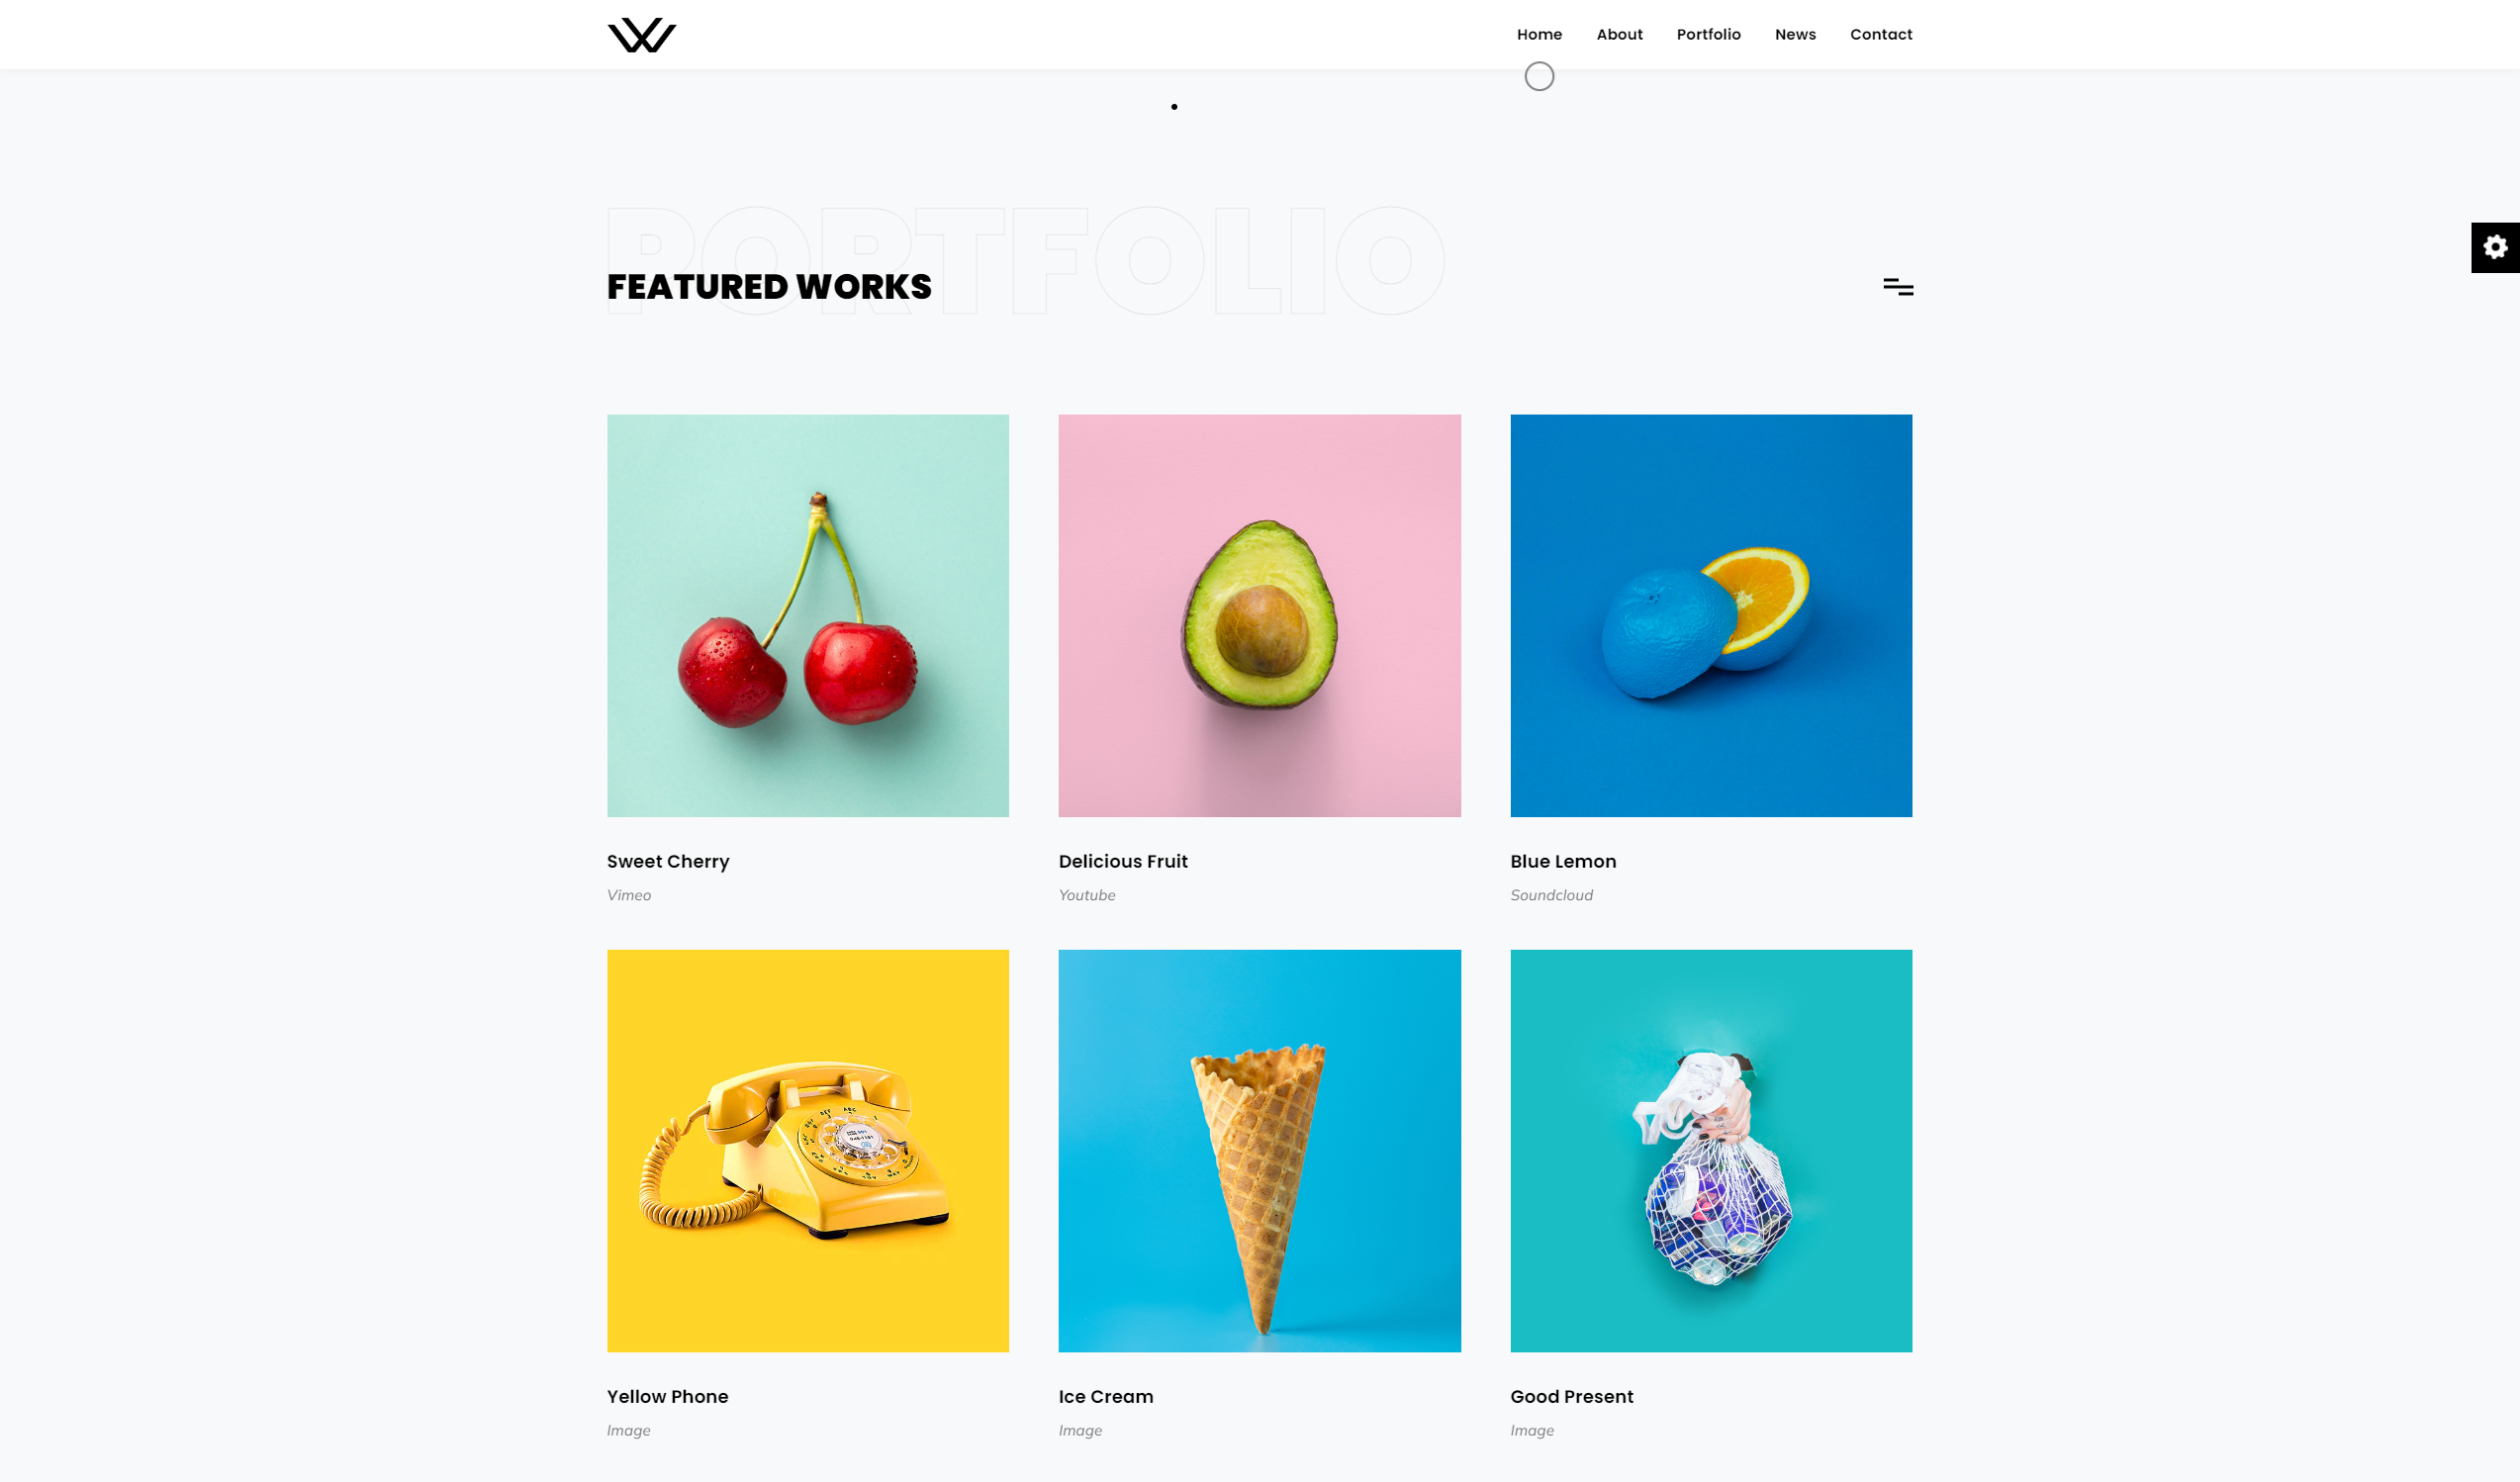 Home About Portfolio News Contact
PORTFOLIO
FEATURED WORKS
Sweet Cherry
Vimeo
Delicious Fruit
Youtube
Blue Lemon
Soundcloud
Yellow Phone
Image
Ice Cream
Image
Good Present
Image